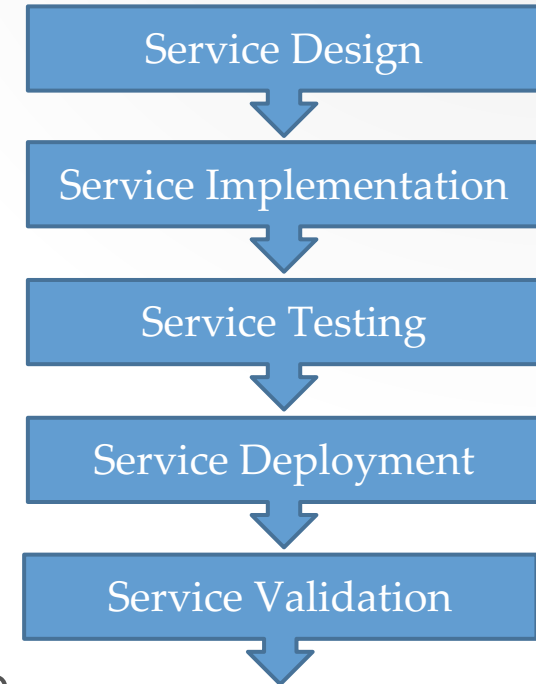 Service Design
Service Implementation
Service Testing
Service Deployment
Service Validation